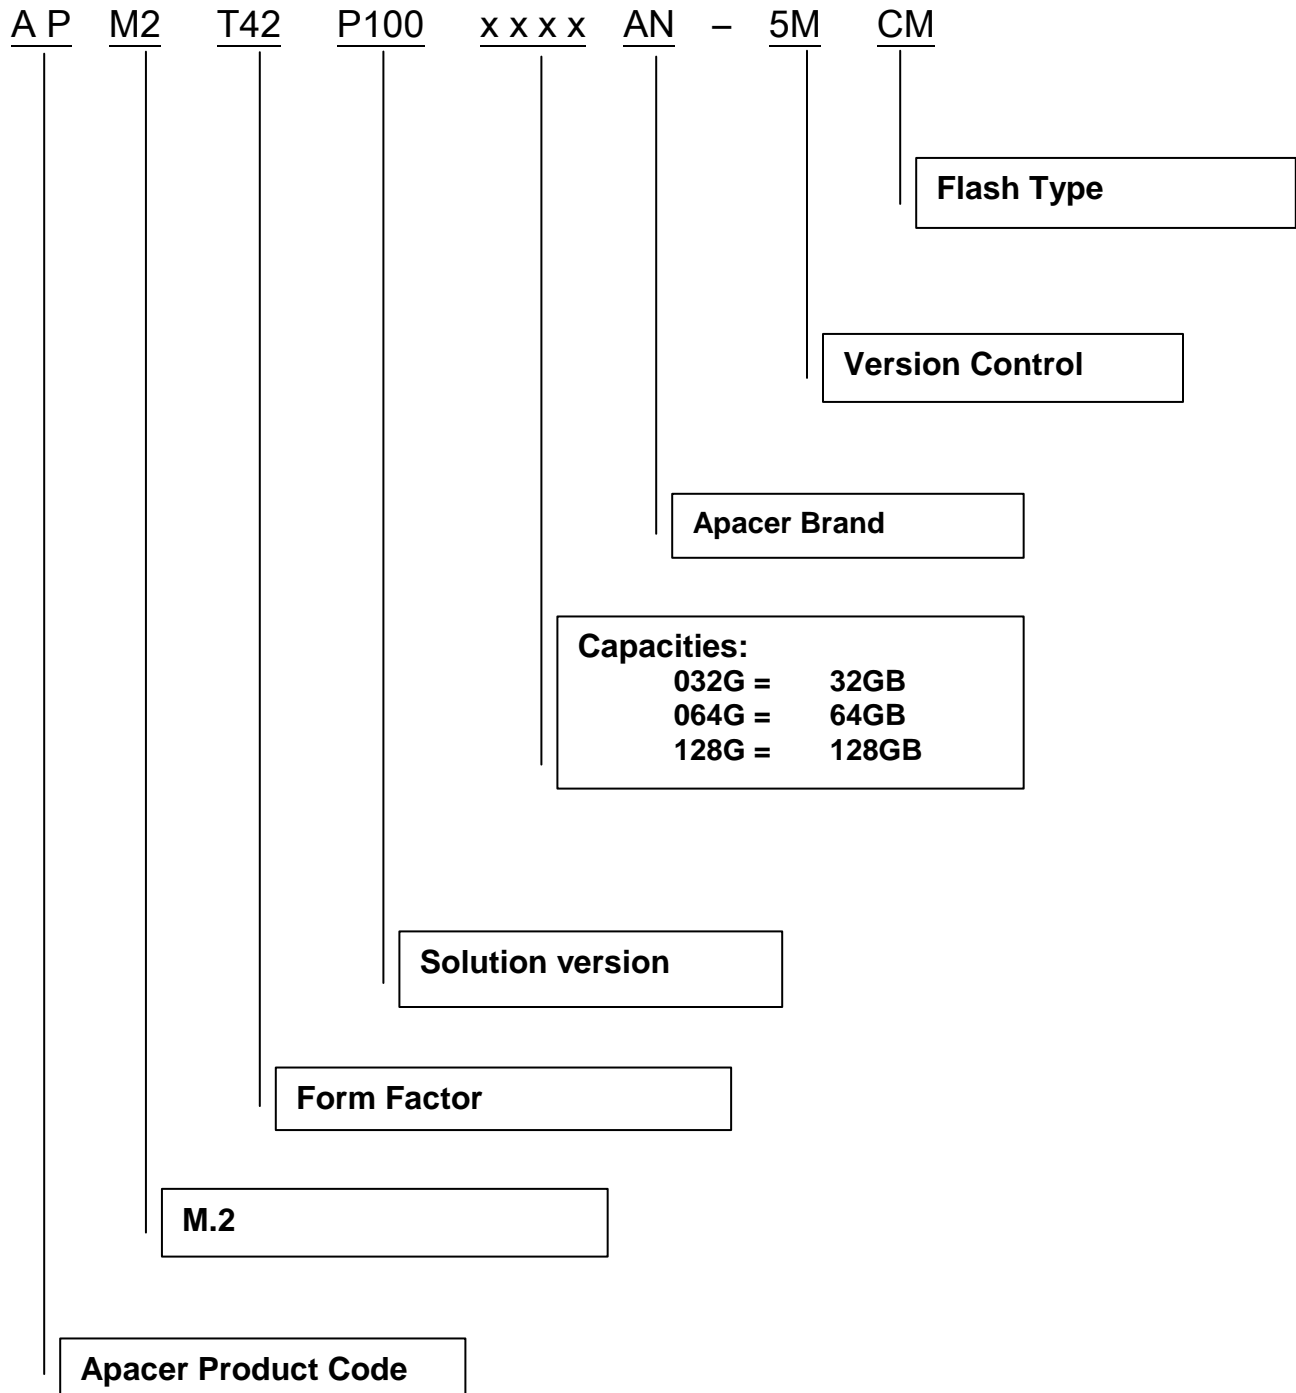 A P M2 T42 P100 x x x x AN – 5M CM
Flash Type
Version Control
Apacer Brand
Capacities:
032G = 32GB
064G = 64GB
128G = 128GB
Solution version
Form Factor
M.2
Apacer Product Code